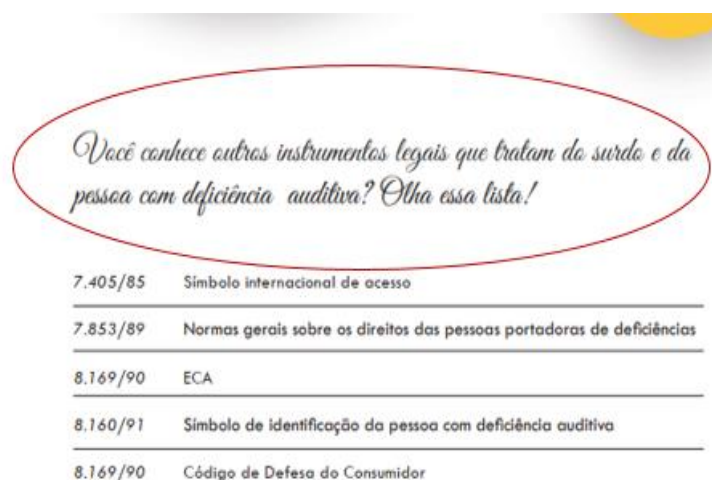 Você conhece outros instrumentos legais que tratam do surdo e da
pessoa com deficiência auditiva? Olha essa lista!
7.405/85 Símbolo internacional de acesso
7.853/89 Normas gerais sobre os direitos das pessoas portadoras de deficiências
8.169/90 ECA
8.160/91 Símbolo de identificação da pessoa com deficiência auditiva
8.169/90 Código de Defesa do Consumidor